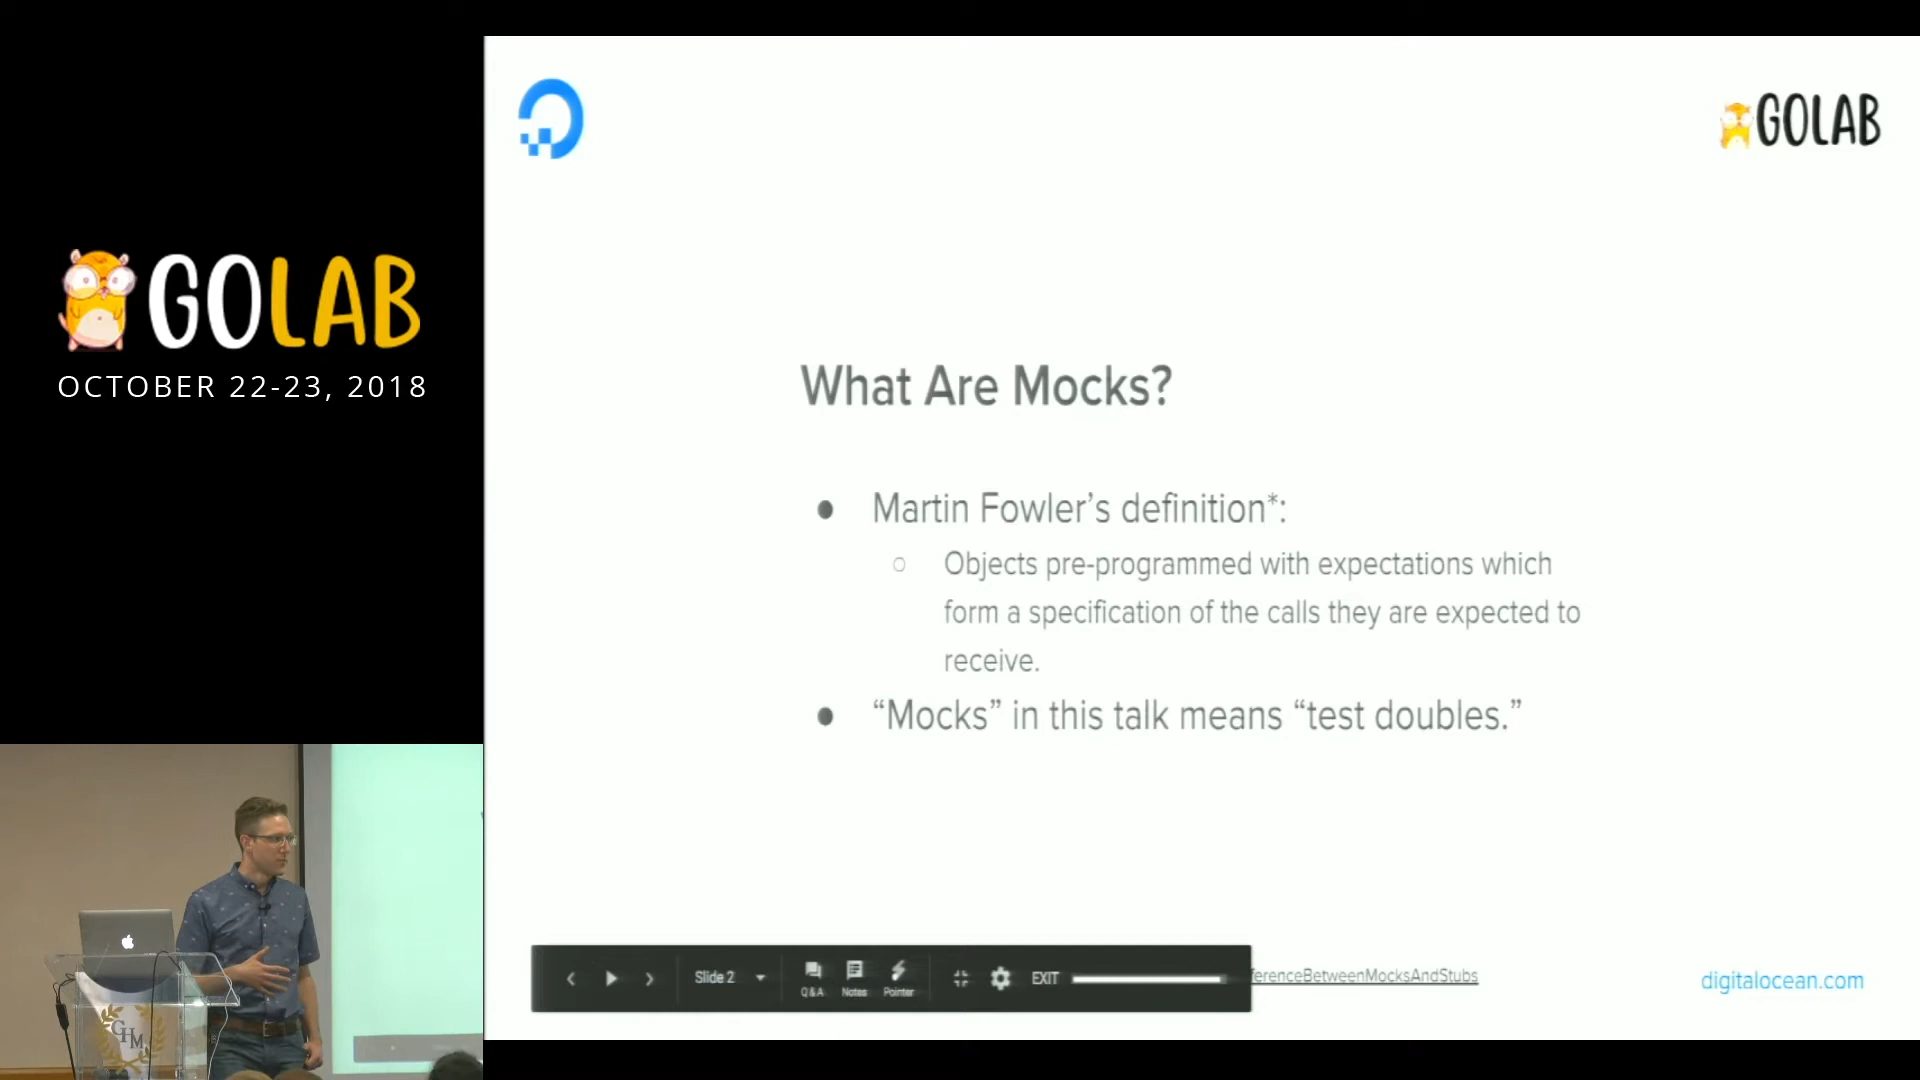 GOLAB
OCTOBER 22-23, 2018
GOLAB
What Are Mocks?
● Martin Fowler’s definition*:
○ Objects pre-programmed with expectations which
form a specification of the calls they are expected to
receive.
● “Mocks” in this talk means “test doubles.”
Slide 2
Q&A
Notes
Pointer
EXIT
ferenceBetweenMocksAndStubs
digitalocean.com
GHM